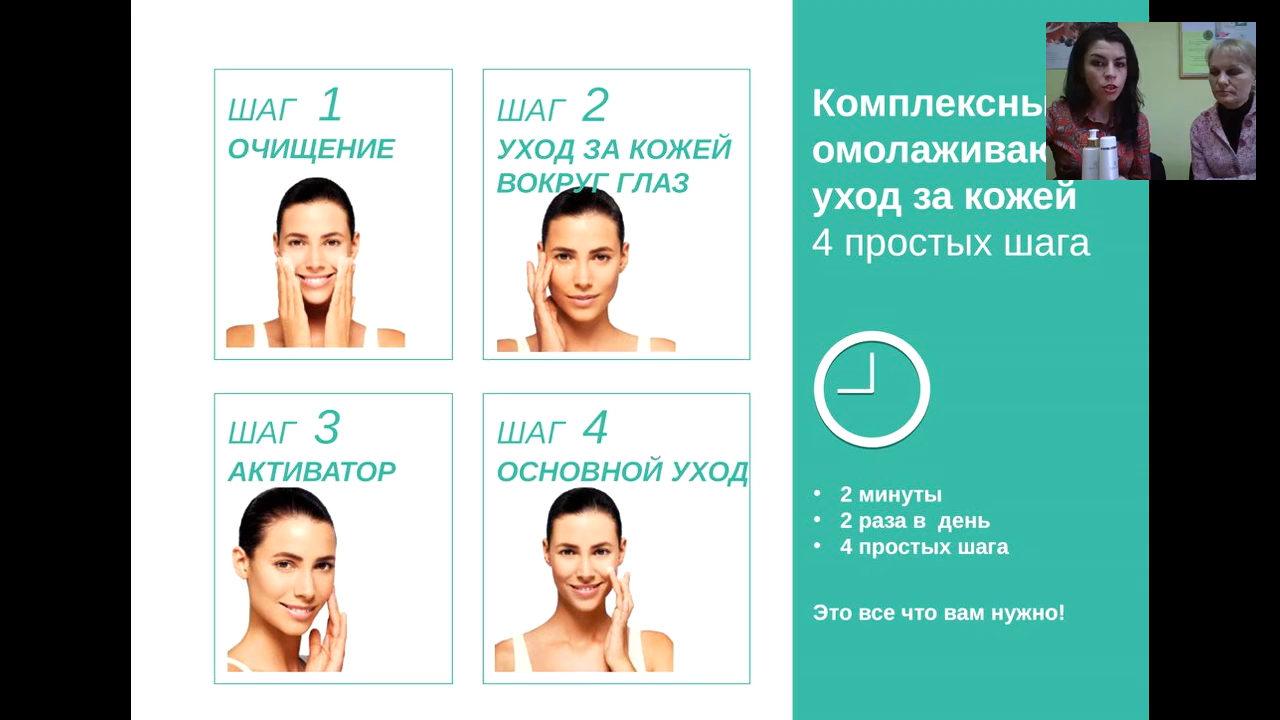 ШАГ 1
ОЧИЩЕНИЕ
ШАГ 2
УХОД ЗА КОЖЕЙ
ВОКРУГ ГЛАЗ
ШАГ 3
АКТИВАТОР
ШАГ 4
ОСНОВНОЙ УХОД
уход за кожей
4 простых шага
• 2 минуты
• 2 раза в день
• 4 простых шага
Это все что вам нужно!